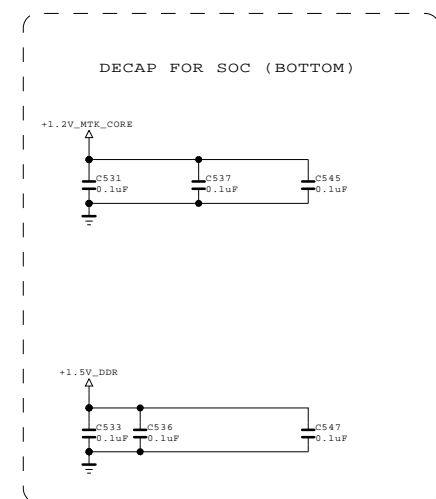 DECAP FOR SOC (BOTTOM)
+1.2V_MTK_CORE
C531 C537 C545
0.1uF 0.1uF 0.1uF
+1.5V_DDR
C533 C536 C547
0.1uF 0.1uF 0.1uF